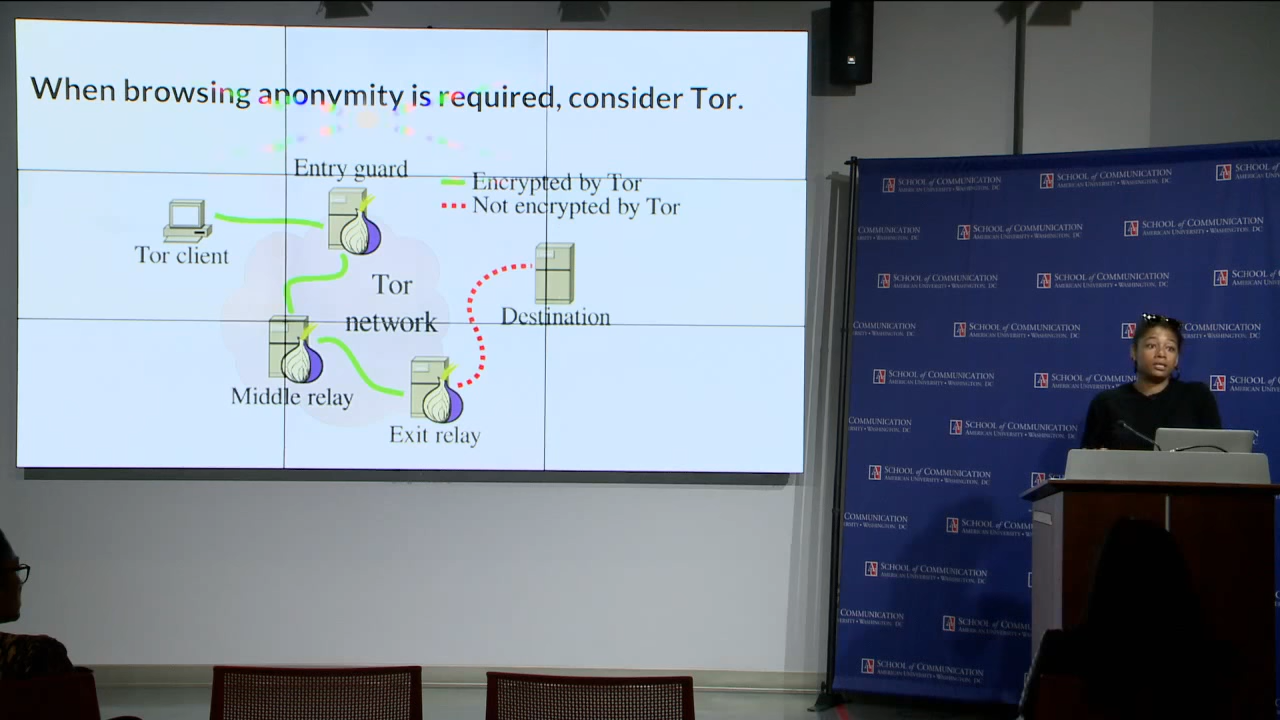 When browsing anonymity is required, consider Tor.
Entry guard
Encrypted by Tor
Not encrypted by Tor
Tor client
Tor
network
Destination
Middle relay
Exit relay
SCHOOL of COMMUNICATION
AMERICAN UNIVERSITY • WASHINGTON, DC